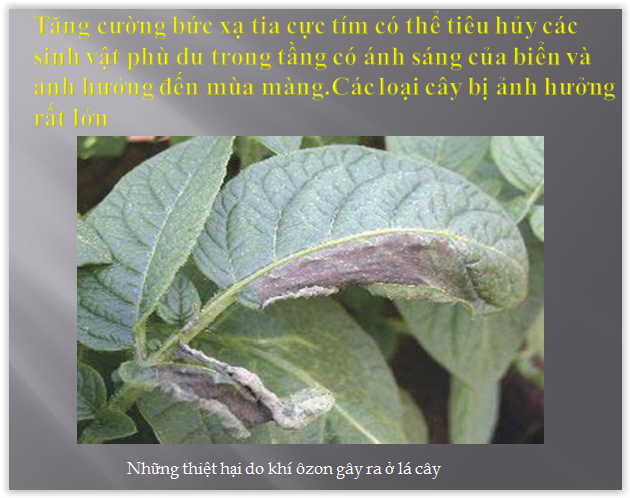 Tăng cường bức xạ tia cực tím có thể tiêu hủy các
sinh vật phù du trong tầng có ánh sáng của biển và
ảnh hưởng đến mùa màng.Các loại cây bị ảnh hưởng
rất lớn
Những thiệt hại do khí ôzon gây ra ở lá cây